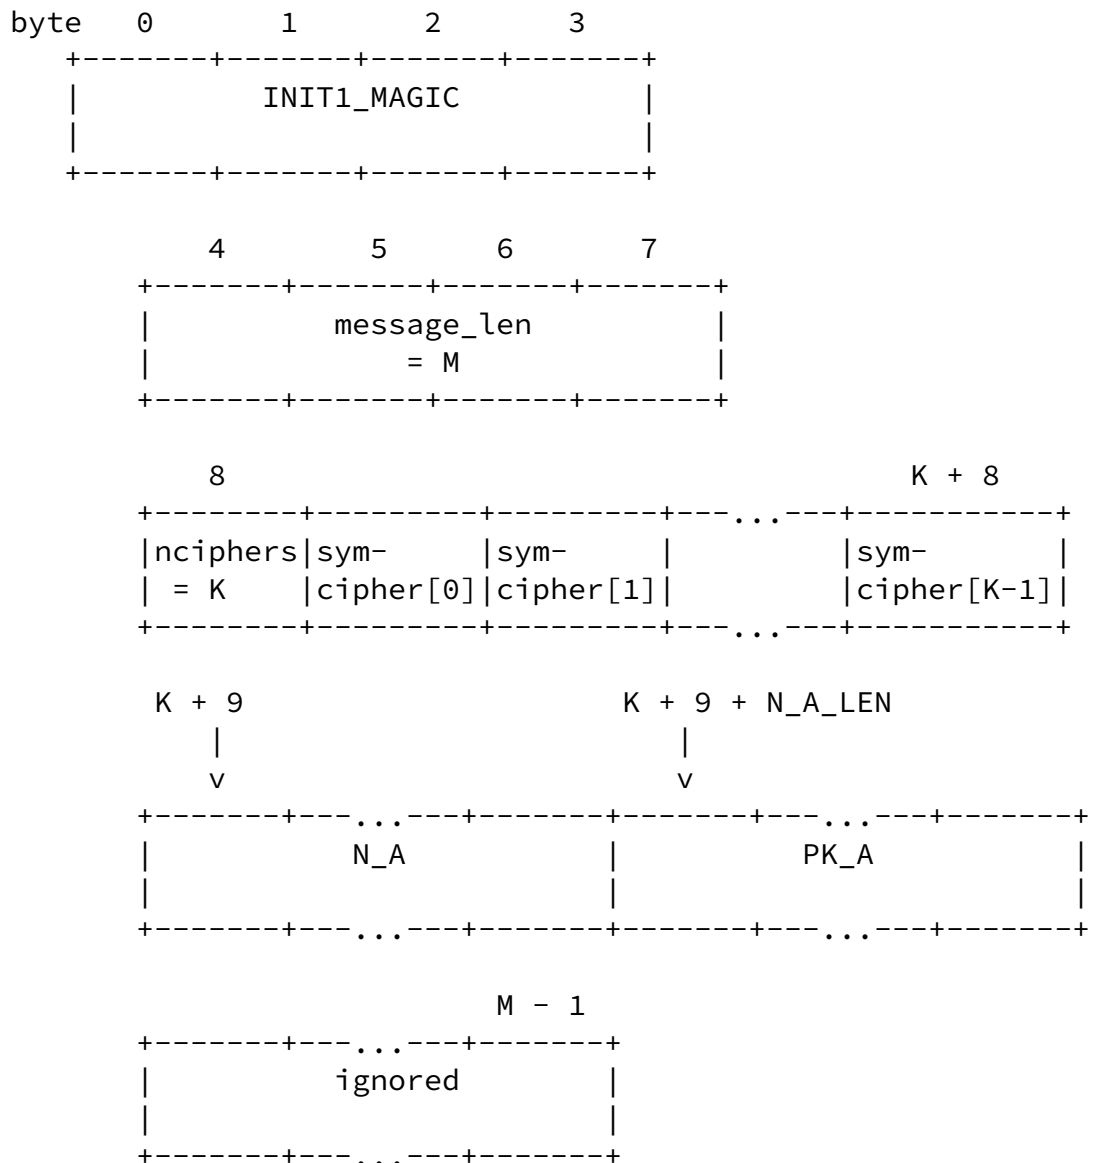 byte   0        1        2        3
   +-------+-------+-------+-------+
   |          INIT1_MAGIC          |
   |                               |
   +-------+-------+-------+-------+

           4        5      6       7
       +-------+-------+-------+-------+
       |          message_len          |
       |              = M              |
       +-------+-------+-------+-------+

           8                                      K + 8
       +--------+---------+---------+---...---+-----------+
       |nciphers|sym-     |sym-     |         |sym-       |
       | = K    |cipher[0]|cipher[1]|         |cipher[K-1]|
       +--------+---------+---------+---...---+-----------+

        K + 9                     K + 9 + N_A_LEN
           |                         |
           v                         v
       +-------+---...---+-------+-------+---...---+-------+
       |           N_A           |          PK_A           |
       |                         |                         |
       +-------+---...---+-------+-------+---...---+-------+

                           M - 1
       +-------+---...---+-------+
       |          ignored        |
       |                         |
       +-------+---...---+-------+